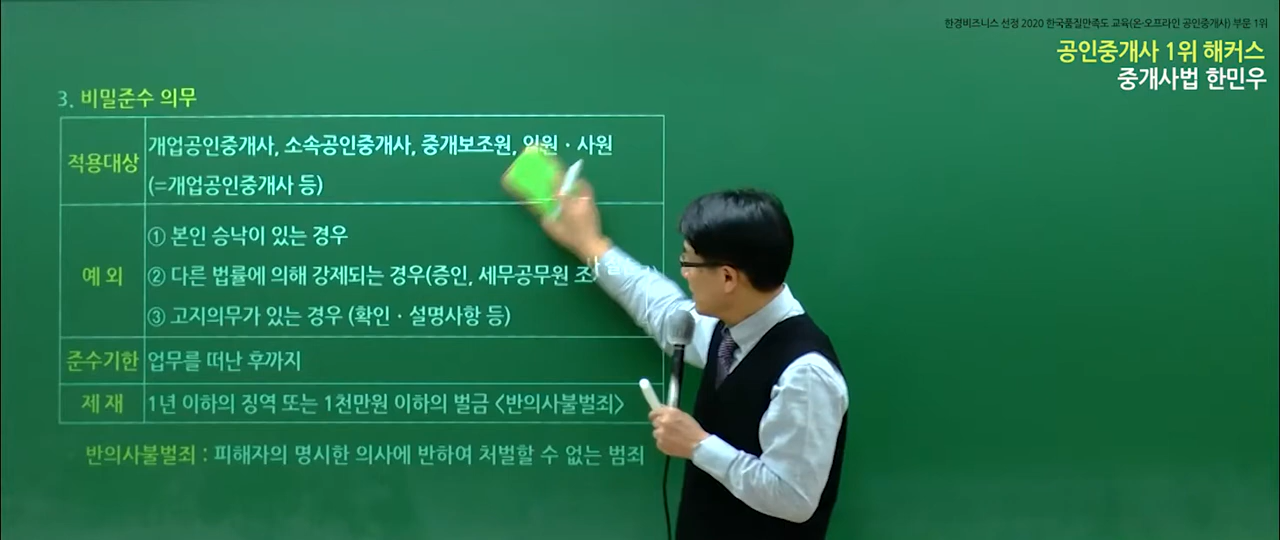 한경비즈니스 선정 2020 한국품질만족도 교육(온·오프라인 공인중개사) 부문 1위
공인중개사 1위 해커스
중개사법 한민우
3. 비밀준수 의무
적용대상
개업공인중개사, 소속공인중개사, 중개보조원, 임원·사원
(=개업공인중개사 등)
예 외
① 본인 승낙이 있는 경우
② 다른 법률에 의해 강제되는 경우(증인, 세무공무원
③ 고지의무가 있는 경우 (확인·설명사항 등)
준수기한
업무를 떠난 후까지
제 재
1년 이하의 징역 또는 1천만원 이하의 벌금 <반의사불벌죄>
반의사불벌죄 : 피해자의 명시한 의사에 반하여 처벌할 수 없는 범죄